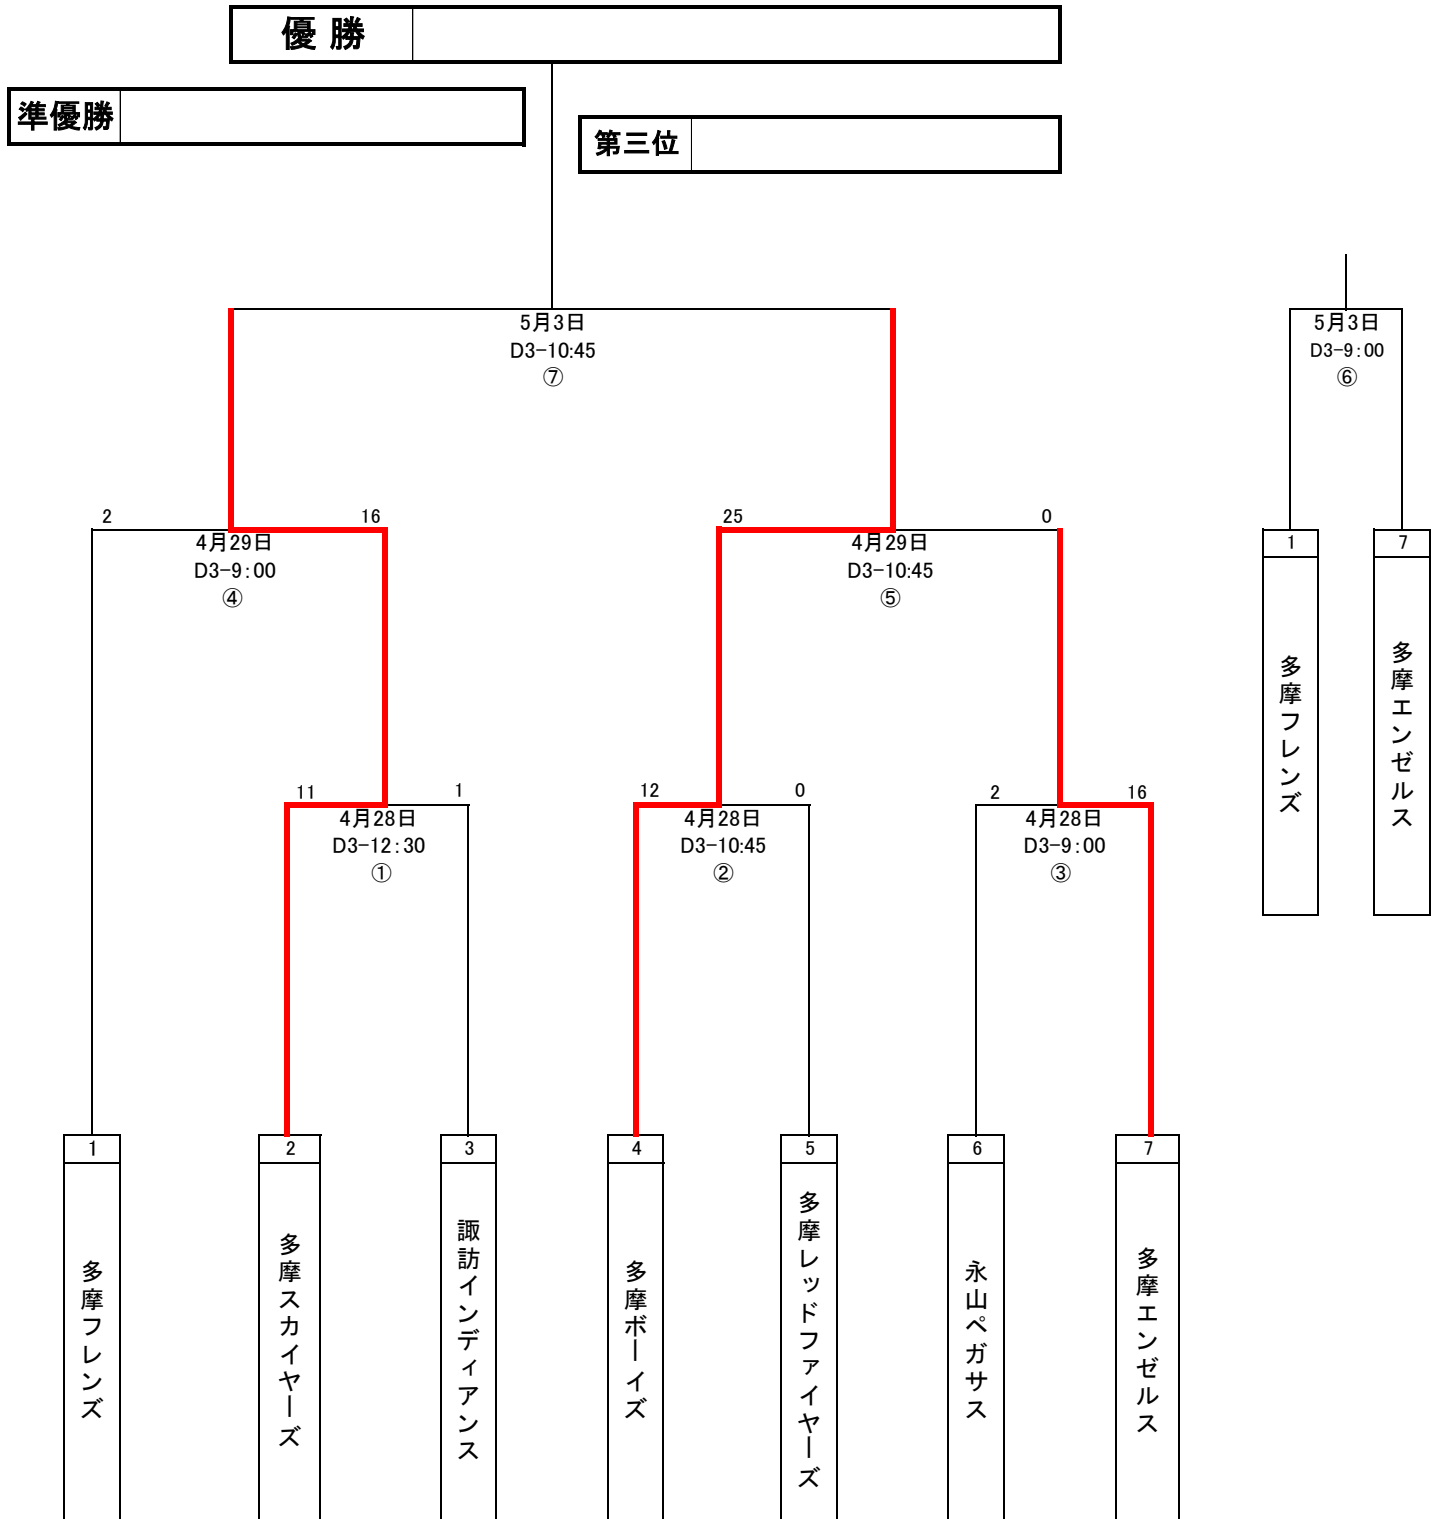 優勝
準優勝
第三位
5月3日
D3-10:45
⑦
5月3日
D3-9:00
⑥
2
16
25
0
4月29日
D3-9:00
④
4月29日
D3-10:45
⑤
1
7
多摩フレンズ
多摩エンゼルス
11
1
12
0
2
16
4月28日
D3-12:30
①
4月28日
D3-10:45
②
4月28日
D3-9:00
③
1
2
3
4
5
6
7
多摩フレンズ
多摩スカイヤーズ
諏訪インディアンス
多摩ボーイズ
多摩レッドファイヤーズ
永山ペガサス
多摩エンゼルス